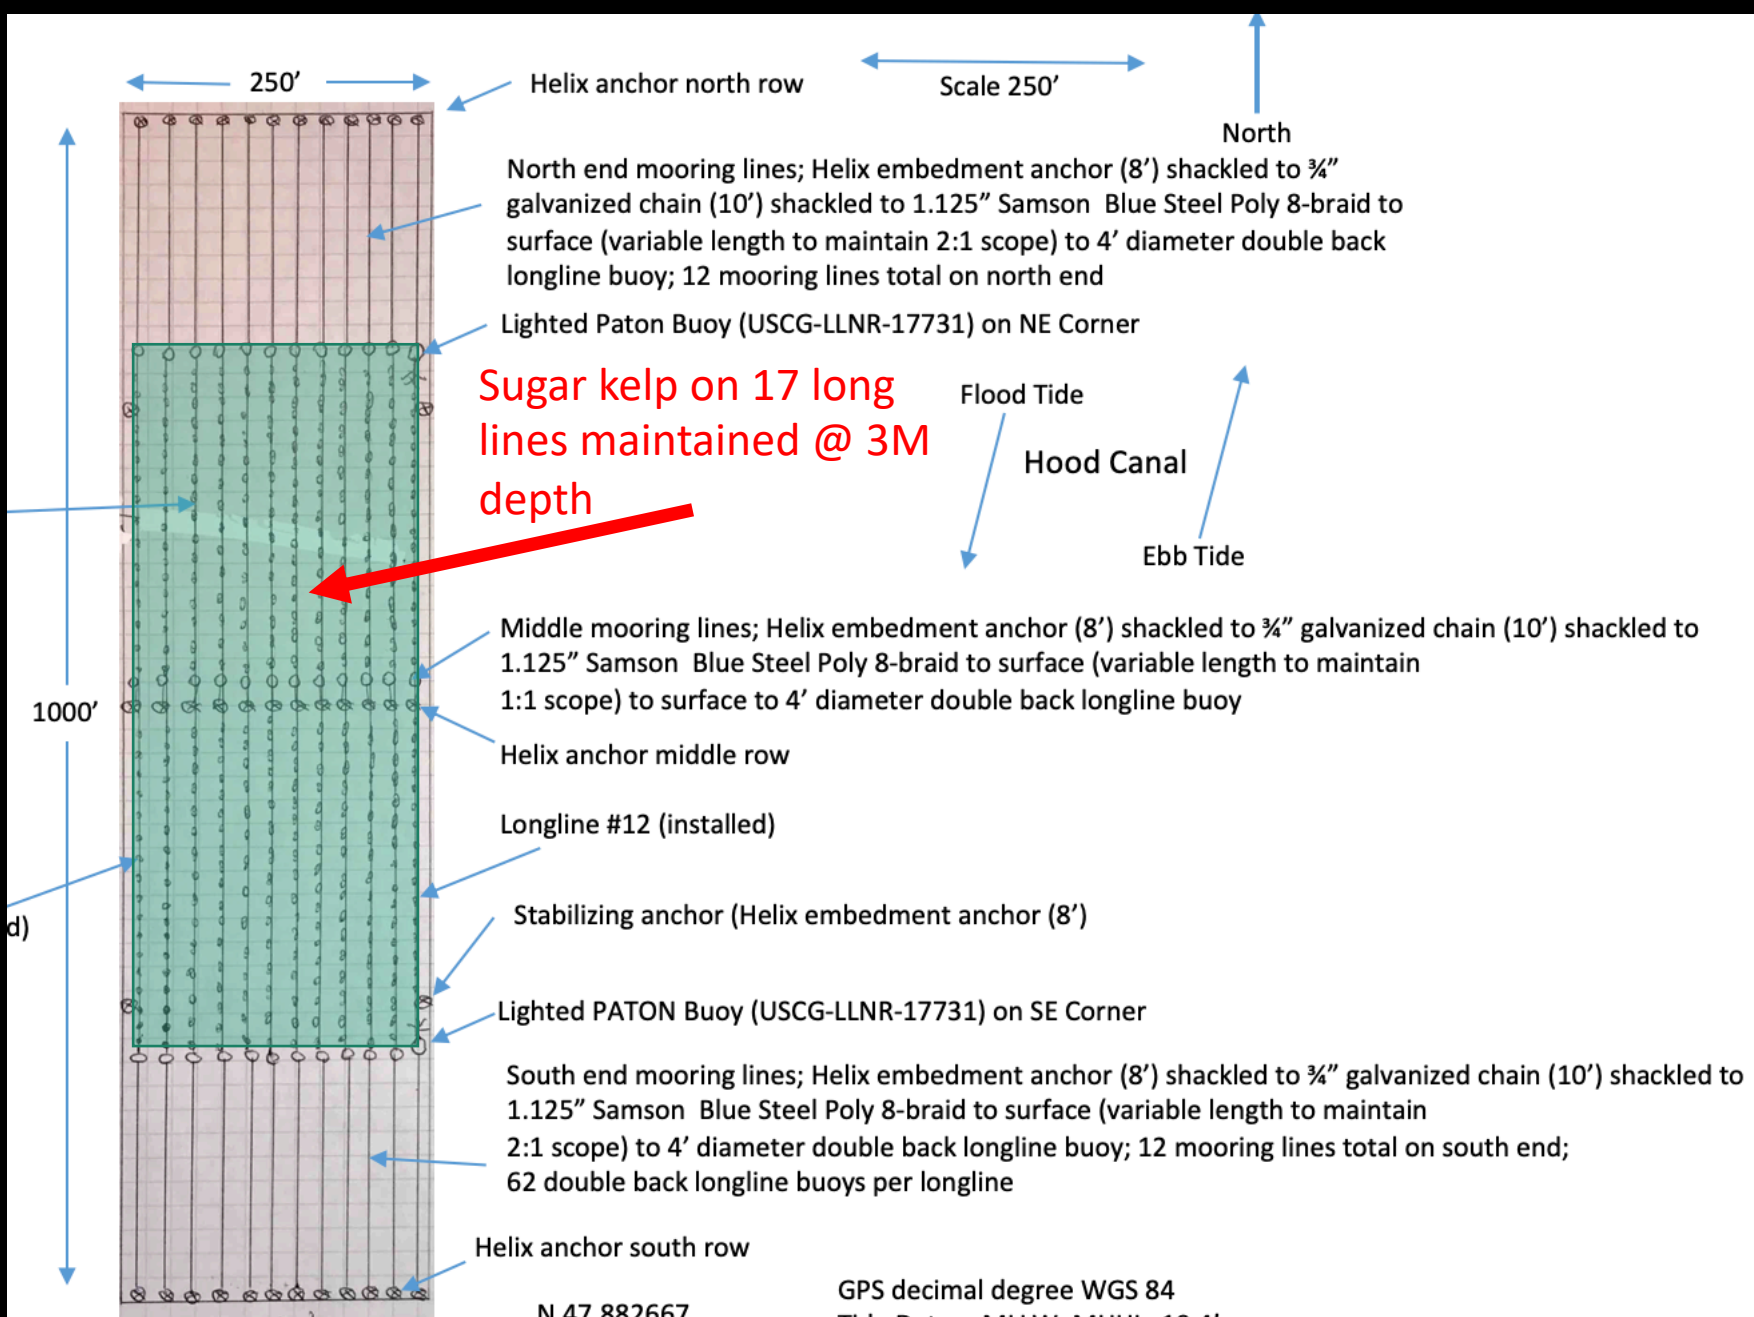 250’
Helix anchor north row
Scale 250’
North
North end mooring lines; Helix embedment anchor (8’) shackled to ¾”
galvanized chain (10’) shackled to 1.125” Samson  Blue Steel Poly 8-braid to
surface (variable length to maintain 2:1 scope) to 4’ diameter double back
longline buoy; 12 mooring lines total on north end
Lighted Paton Buoy (USCG-LLNR-17731) on NE Corner
Sugar kelp on 17 long
lines maintained @ 3M
depth
Flood Tide
Hood Canal
Ebb Tide
Middle mooring lines; Helix embedment anchor (8’) shackled to ¾” galvanized chain (10’) shackled to
1.125” Samson  Blue Steel Poly 8-braid to surface (variable length to maintain
1:1 scope) to surface to 4’ diameter double back longline buoy
1000’
Helix anchor middle row
Longline #12 (installed)
Stabilizing anchor (Helix embedment anchor (8’)
d)
Lighted PATON Buoy (USCG-LLNR-17731) on SE Corner
South end mooring lines; Helix embedment anchor (8’) shackled to ¾” galvanized chain (10’) shackled to
1.125” Samson  Blue Steel Poly 8-braid to surface (variable length to maintain
2:1 scope) to 4’ diameter double back longline buoy; 12 mooring lines total on south end;
62 double back longline buoys per longline
Helix anchor south row
GPS decimal degree WGS 84
N 47.882667